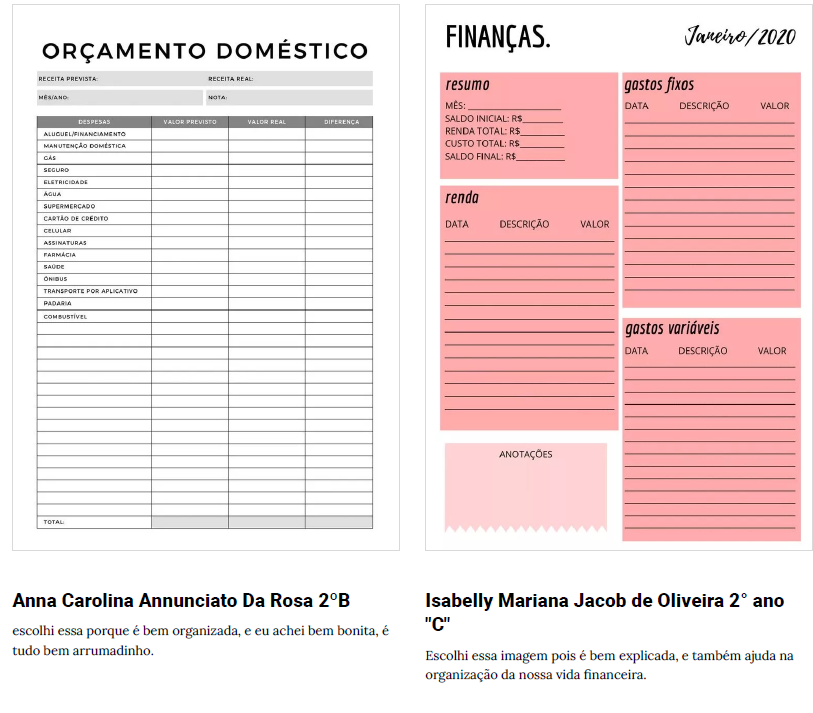 ORÇAMENTO DOMÉSTICO
RECEITA PREVISTA: RECEITA REAL:
MÊS/ANO: NOTA:
DESPESAS VALOR PREVISTO VALOR REAL DIFERENÇA
ALUGUEL/FINANCIAMENTO
MANUTENÇÃO DOMÉSTICA
GÁS
SEGURO
ELETRICIDADE
ÁGUA
SUPERMERCADO
CARTÃO DE CRÉDITO
CELULAR
ASSINATURAS
FARMÁCIA
SAÚDE
ÔNIBUS
TRANSPORTE POR APLICATIVO
PADARIA
COMBUSTÍVEL
TOTAL:
Anna Carolina Annunciato Da Rosa 2°B
escolhi essa porque é bem organizada, e eu achei bem bonita, é
tudo bem arrumadinho.
FINANÇAS.
Janeiro/2020
resumo
MÊS:
SALDO INICIAL: R$
RENDA TOTAL: R$
CUSTO TOTAL: R$
SALDO FINAL: R$
renda
DATA DESCRIÇÃO VALOR
ANOTAÇÕES
gastos fixos
DATA DESCRIÇÃO VALOR
gastos variáveis
DATA DESCRIÇÃO VALOR
Isabelly Mariana Jacob de Oliveira 2° ano
"C"
Escolhi essa imagem pois é bem explicada, e também ajuda na
organização da nossa vida financeira.